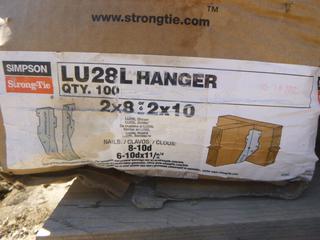 www.strongtie.com™
SIMPSON
Strong-Tie
LU28L HANGER
QTY. 100
2x8 - 2x10
NAILS / CLAVOS / CLOUS:
8-10d
6-10dx1½"